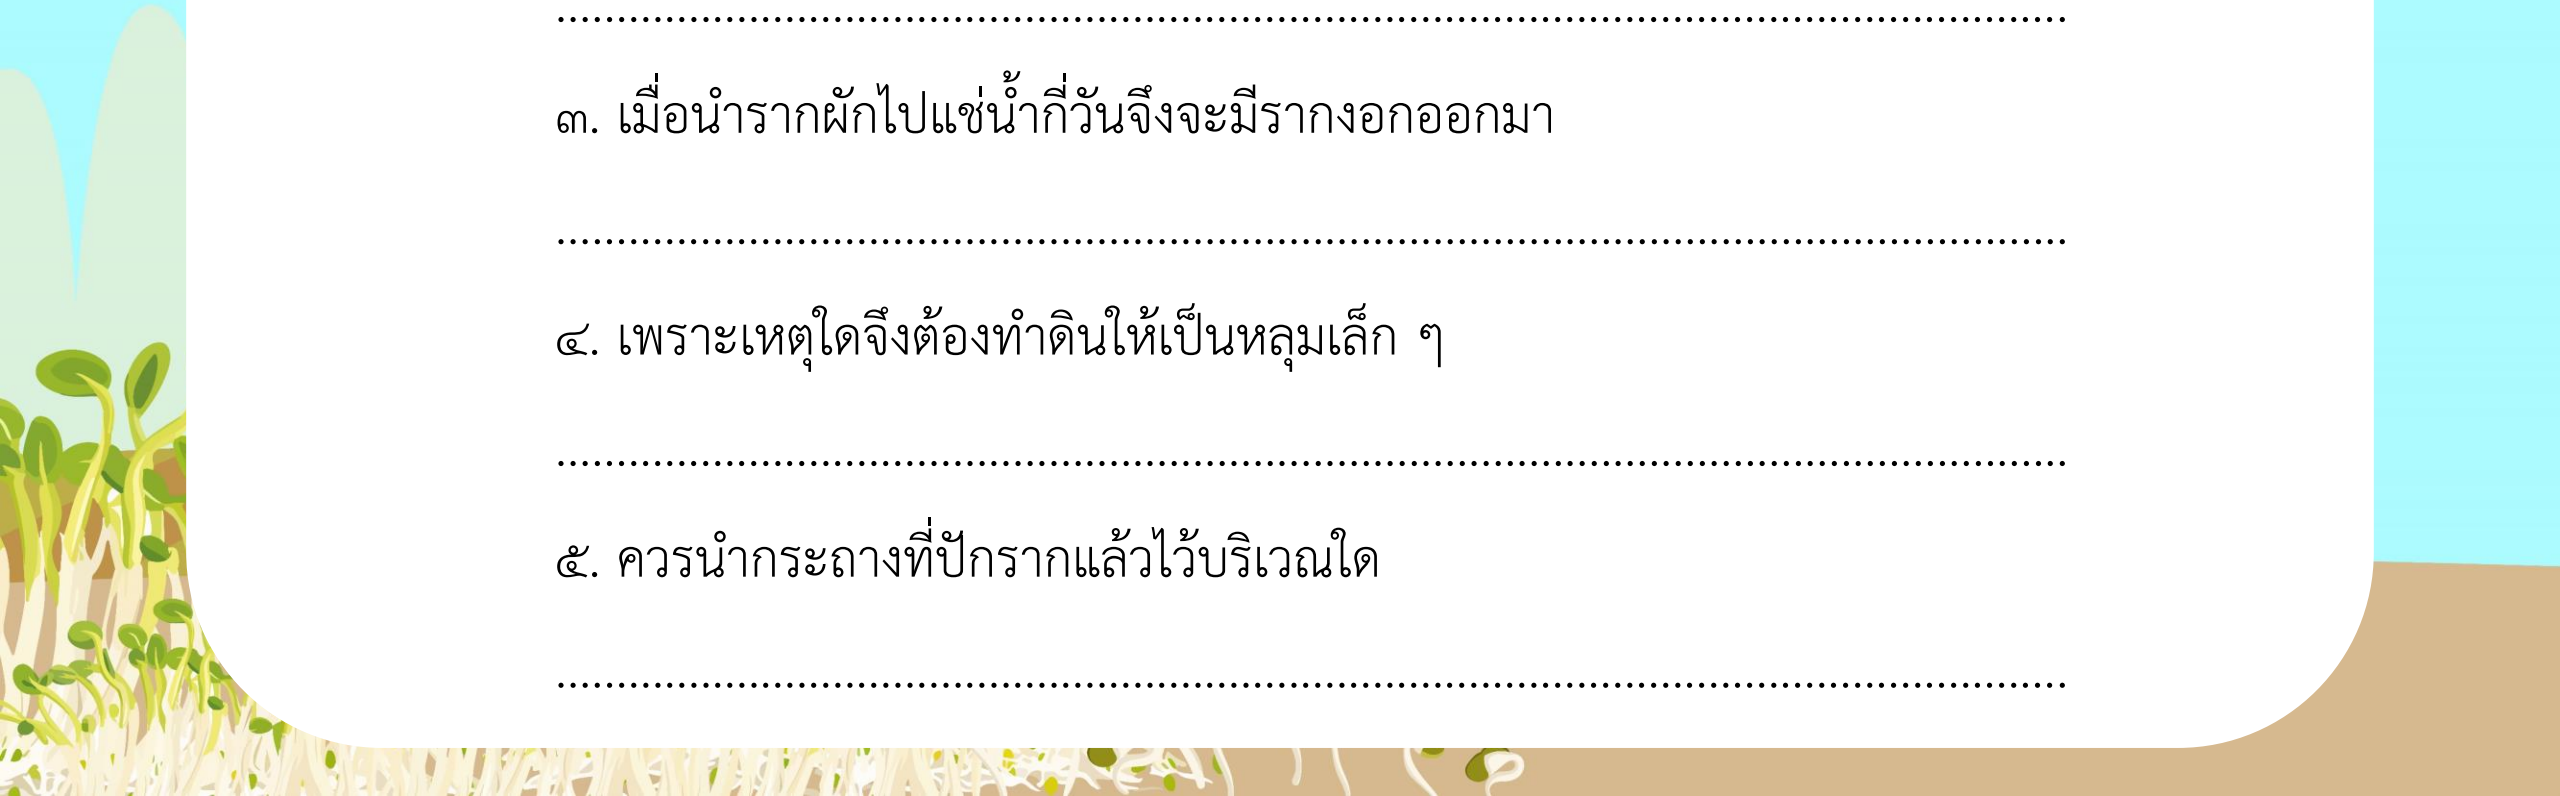 ................................................................................................................................
๓. เมื่อนำรากผักไปแช่น้ำกี่วันจึงจะมีรากงอกออกมา
................................................................................................................................
๔. เพราะเหตุใดจึงต้องทำดินให้เป็นหลุมเล็ก ๆ
................................................................................................................................
๕. ควรนำกระถางที่ปักรากแล้วไว้บริเวณใด
................................................................................................................................